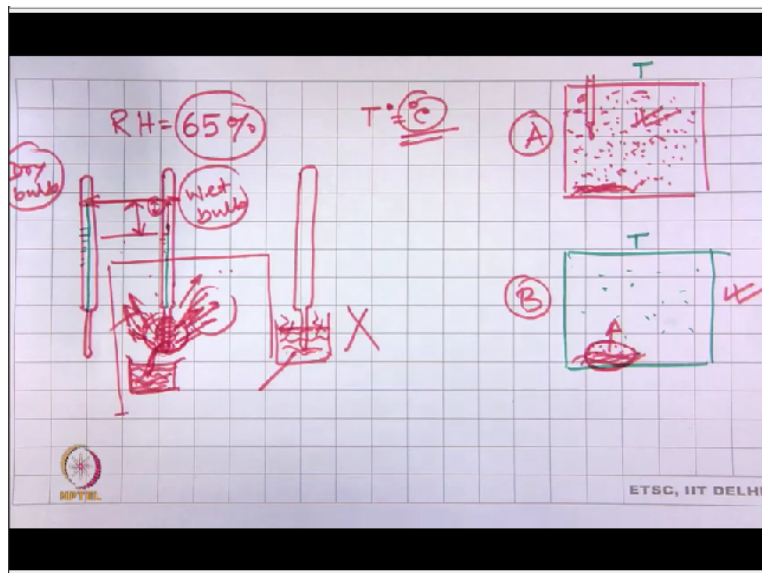 RH = 65%
T °C
T
A
Dry bulb
Wet bulb
T
B
A
X
NPTEL
ETSC, IIT DELHI